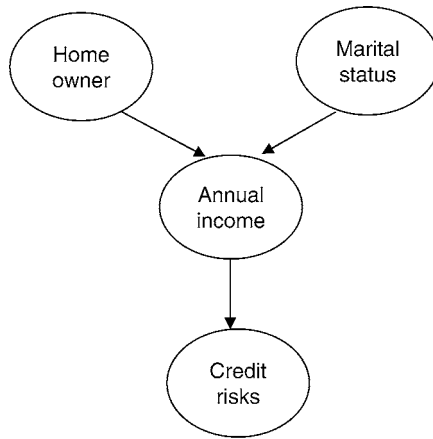 Home
owner
Marital
status
Annual
income
Credit
risks